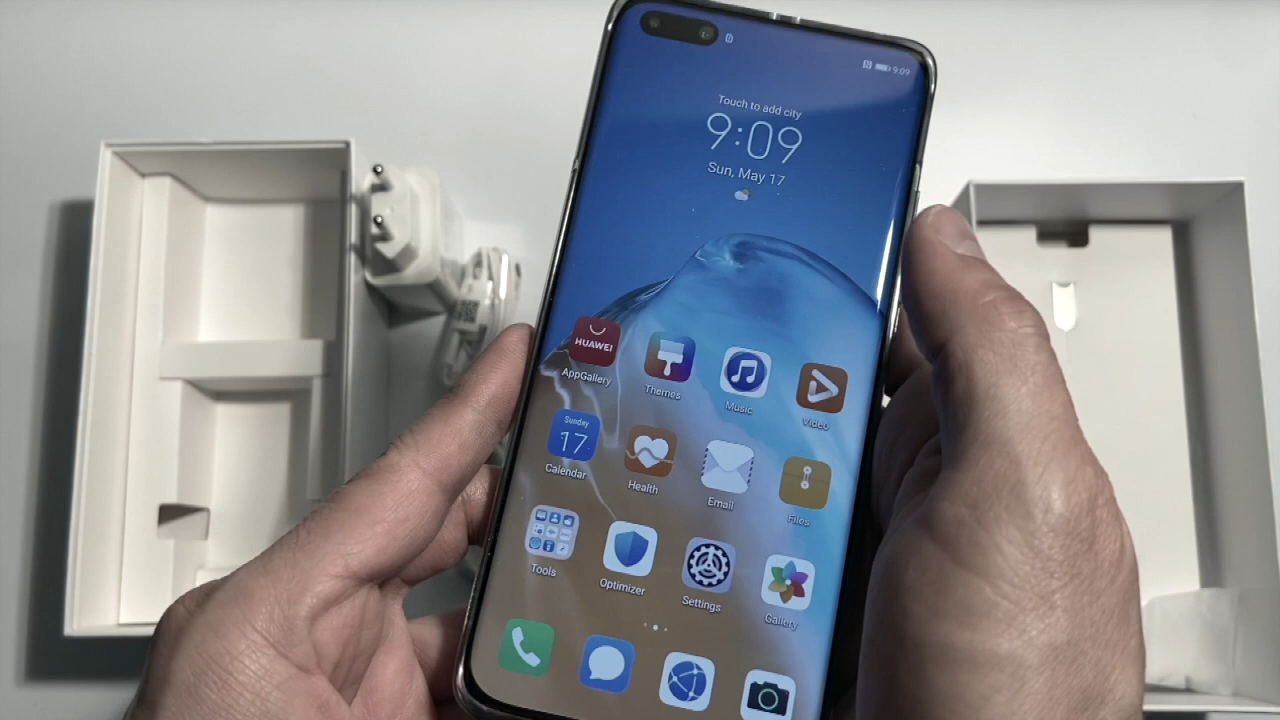 9:09
Touch to add city
9:09
Sun, May 17
HUAWEI
AppGallery
Themes
Music
Video
Sunday
17
Calendar
Health
Email
Files
Tools
Optimizer
Settings
Gallery